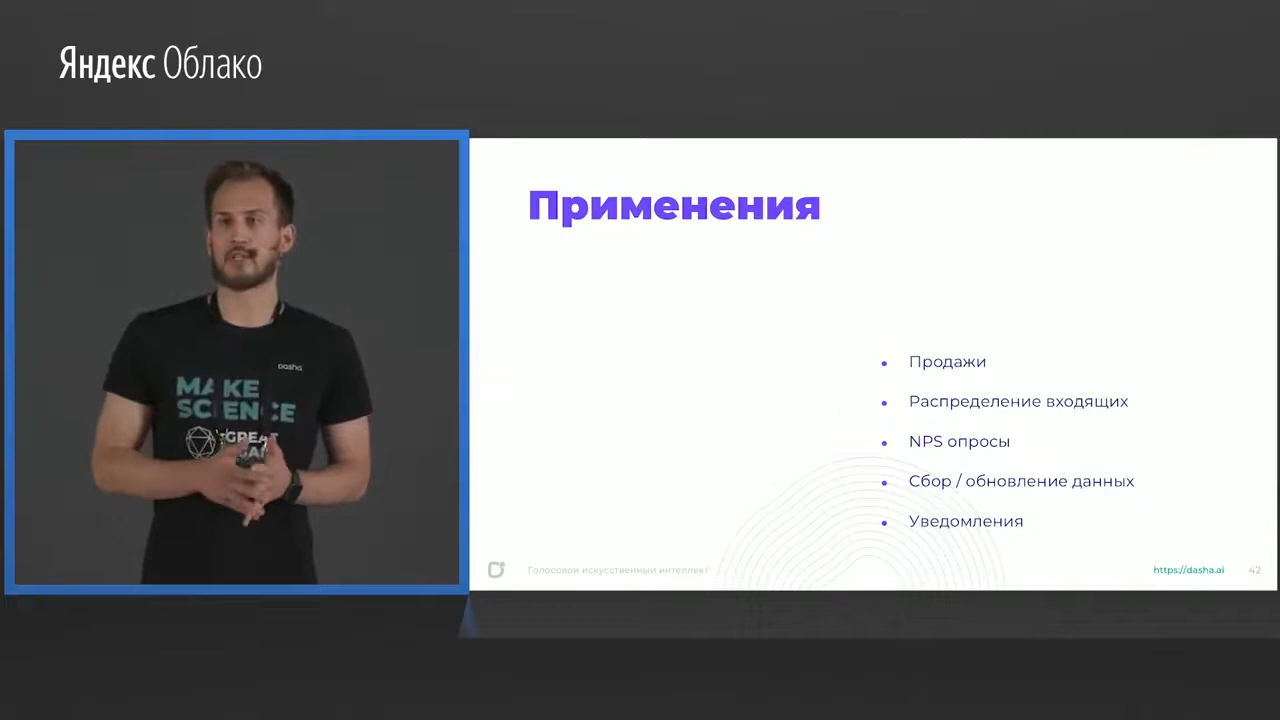 Яндекс Облако
Применения
Продажи
Распределение входящих
NPS опросы
Сбор / обновление данных
Уведомления
Голосовой искусственный интеллект
https://dasha.ai
42
Dasha
MAKE
SCIENCE
GREAT